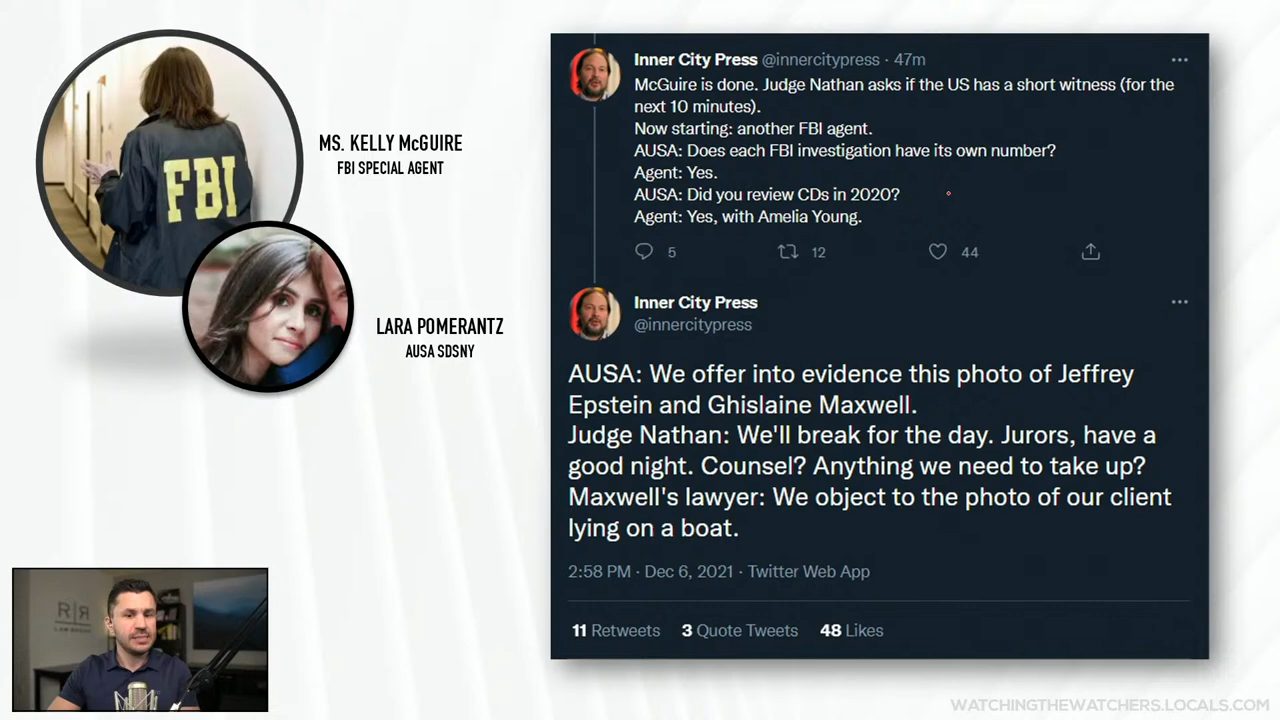 FBI
MS. KELLY McGUIRE
FBI SPECIAL AGENT
LARA POMERANTZ
AUSA SDSNY
Inner City Press @innercitypress · 47m
McGuire is done. Judge Nathan asks if the US has a short witness (for the
next 10 minutes).
Now starting: another FBI agent.
AUSA: Does each FBI investigation have its own number?
Agent: Yes.
AUSA: Did you review CDs in 2020?
Agent: Yes, with Amelia Young.
5 12 44
Inner City Press
@innercitypress
AUSA: We offer into evidence this photo of Jeffrey
Epstein and Ghislaine Maxwell.
Judge Nathan: We'll break for the day. Jurors, have a
good night. Counsel? Anything we need to take up?
Maxwell's lawyer: We object to the photo of our client
lying on a boat.
2:58 PM · Dec 6, 2021 · Twitter Web App
11 Retweets 3 Quote Tweets 48 Likes
R|R
LAW GROUP
WATCHINGTHEWATCHERS.LOCALS.COM